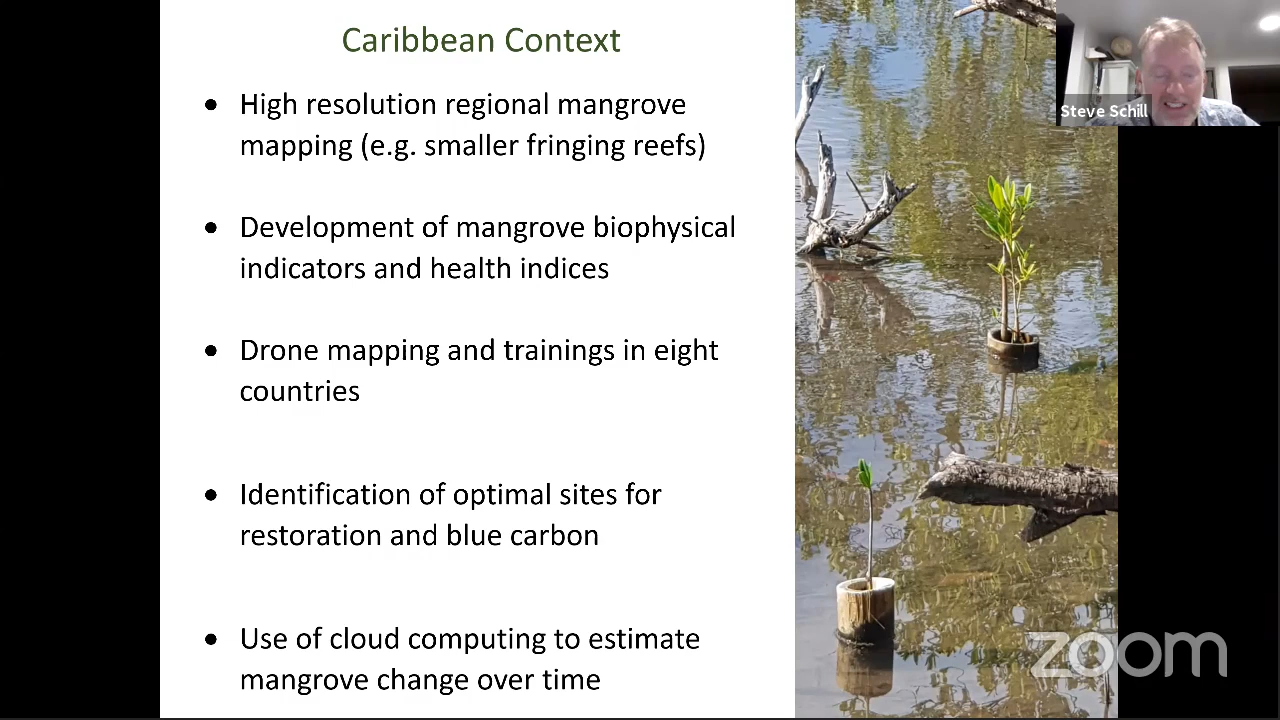 Caribbean Context
• High resolution regional mangrove
mapping (e.g. smaller fringing reefs)
• Development of mangrove biophysical
indicators and health indices
• Drone mapping and trainings in eight
countries
• Identification of optimal sites for
restoration and blue carbon
• Use of cloud computing to estimate
mangrove change over time
Steve Schill
zoom